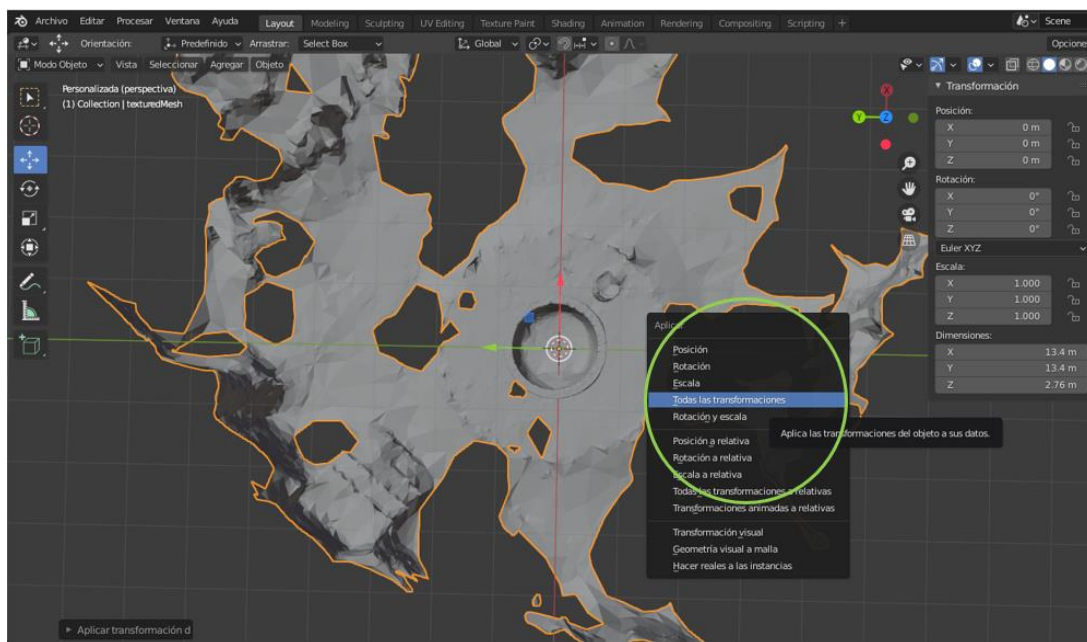 Archivo Editar Procesar Ventana Ayuda Layout Modeling Sculpting UV Editing Texture Paint Shading Animation Rendering Compositing Scripting + Scene
Orientación: Predefinido Arrastrar: Select Box Global Opciones
Modo Objeto Vista Seleccionar Agregar Objeto
Personalizada (perspectiva)
(1) Collection | texturedMesh
X
Y
Z
Transformación
Posición:
X 0 m
Y 0 m
Z 0 m
Rotación:
X 0°
Y 0°
Z 0°
Euler XYZ
Escala:
X 1.000
Y 1.000
Z 1.000
Dimensiones:
X 13.4 m
Y 13.4 m
Z 2.76 m
Aplicar
Posición
Rotación
Escala
Todas las transformaciones
Rotación y escala
Aplica las transformaciones del objeto a sus datos.
Posición a relativa
Rotación a relativa
Escala a relativa
Todas las transformaciones a relativas
Transformaciones animadas a relativas
Transformación visual
Geometría visual a malla
Hacer reales a las instancias
Aplicar transformación d